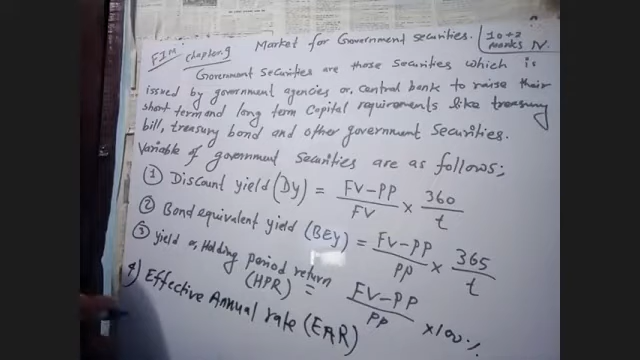 FIM chapter.9 Market for Government securities. 10+2 marks N.
Government securities are those securities which is
issued by government agencies or, central bank to raise their
short term and long term capital requirements like treasury
bill, treasury bond and other government securities.
Variable of government securities are as follows;
① Discount yield (Dy) = FV-PP/FV × 360/t
② Bond equivalent yield (BEy) = FV-PP/PP × 365/t
③ yield or, Holding period return (HPR) = FV-PP/PP ×100%
4) Effective Annual rate (EAR)